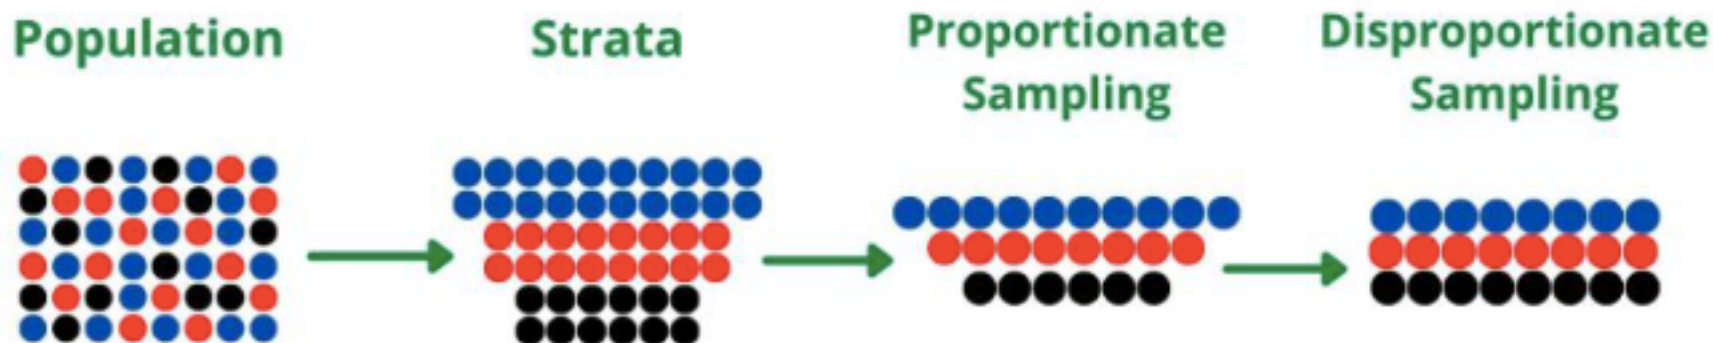 Population
Strata
Proportionate
Sampling
Disproportionate
Sampling